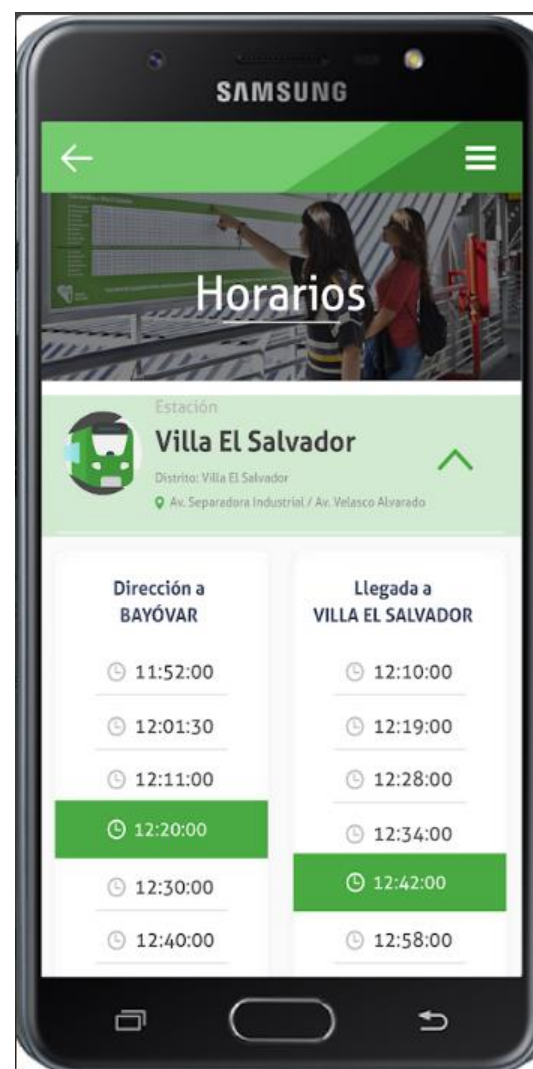 SAMSUNG
Horarios
Estación
Villa El Salvador
Distrito: Villa El Salvador
Av. Separadora Industrial / Av. Velasco Alvarado
Dirección a
BAYÓVAR
11:52:00
12:01:30
12:11:00
12:20:00
12:30:00
12:40:00
Llegada a
VILLA EL SALVADOR
12:10:00
12:19:00
12:28:00
12:34:00
12:42:00
12:58:00